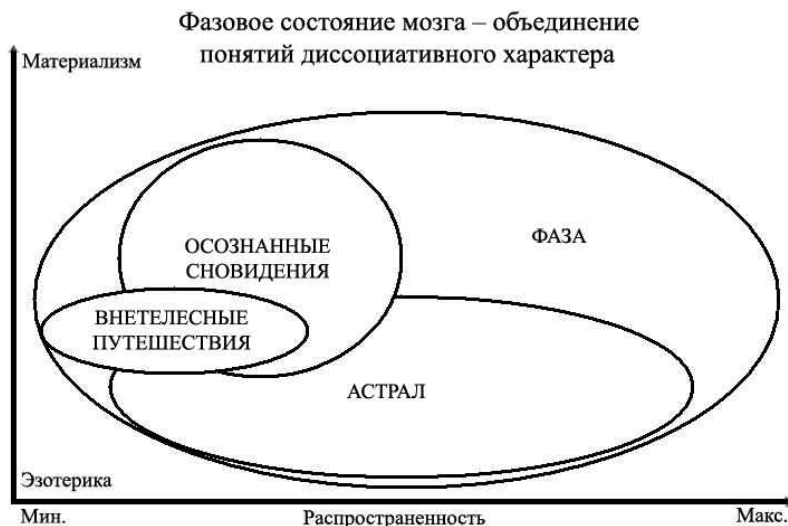 Фазовое состояние мозга – объединение
понятий диссоциативного характера
Материализм
ОСОЗНАННЫЕ
СНОВИДЕНИЯ
ФАЗА
ВНЕТЕЛЕСНЫЕ
ПУТЕШЕСТВИЯ
АСТРАЛ
Эзотерика
Мин.
Распространенность
Макс.